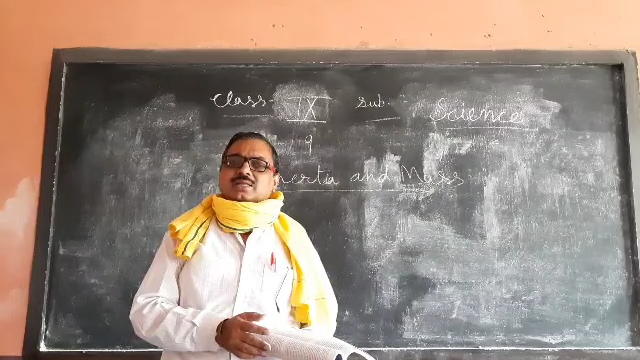 Class- IX Sub- Science
9
Inertia and Mass